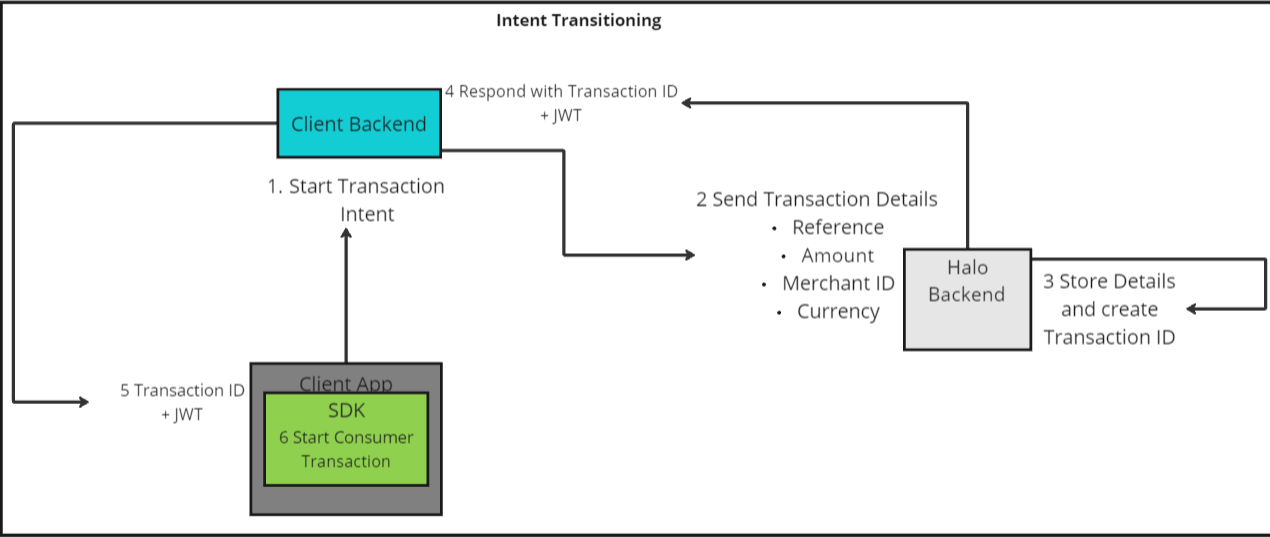 Intent Transitioning
4 Respond with Transaction ID
+ JWT
Client Backend
1. Start Transaction
Intent
2 Send Transaction Details
• Reference
• Amount
• Merchant ID
• Currency
Halo
Backend
3 Store Details
and create
Transaction ID
5 Transaction ID
+ JWT
Client App
SDK
6 Start Consumer
Transaction